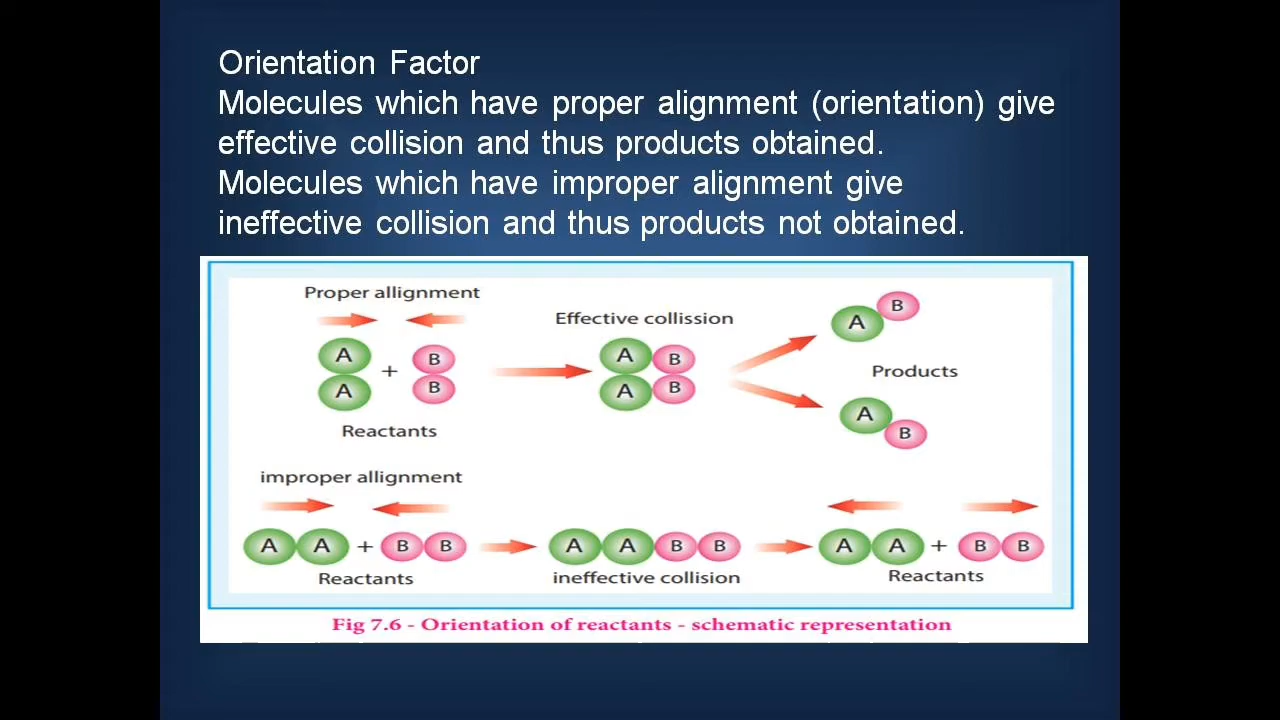 Orientation Factor
Molecules which have proper alignment (orientation) give
effective collision and thus products obtained.
Molecules which have improper alignment give
ineffective collision and thus products not obtained.
Proper allignment
Effective collission
A B
A + B
A B
A B
A B
A B
Products
Reactants
improper allignment
A A + B B
A A B B
A A + B B
Reactants
ineffective collision
Reactants
Fig 7.6 - Orientation of reactants - schematic representation